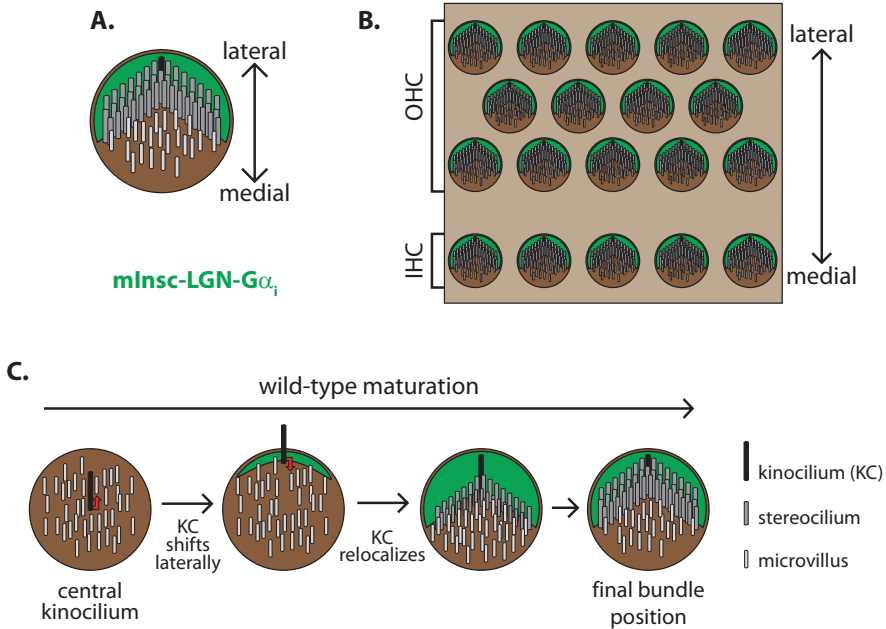 A.
lateral
medial
mInsc-LGN-Gαi
B.
OHC
IHC
lateral
medial
C.
wild-type maturation
KC
shifts
laterally
KC
relocalizes
central
kinocilium
final bundle
position
kinocilium (KC)
stereocilium
microvillus